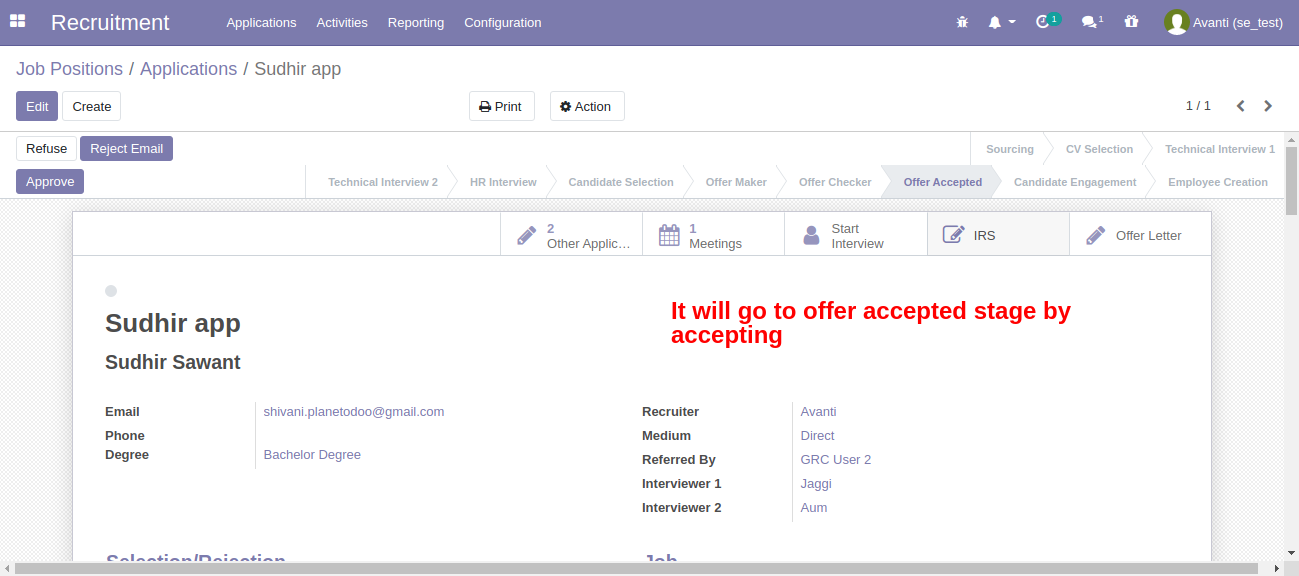 Recruitment Applications Activities Reporting Configuration 1 1 Avanti (se_test)
Job Positions / Applications / Sudhir app
Edit Create Print Action 1 / 1
Refuse Reject Email Sourcing CV Selection Technical Interview 1
Approve Technical Interview 2 HR Interview Candidate Selection Offer Maker Offer Checker Offer Accepted Candidate Engagement Employee Creation
2
Other Applic...
1
Meetings
Start
Interview
IRS
Offer Letter
Sudhir app
Sudhir Sawant
It will go to offer accepted stage by
accepting
Email shivani.planetodoo@gmail.com
Phone
Degree Bachelor Degree
Recruiter Avanti
Medium Direct
Referred By GRC User 2
Interviewer 1 Jaggi
Interviewer 2 Aum
Selection/Rejection Job